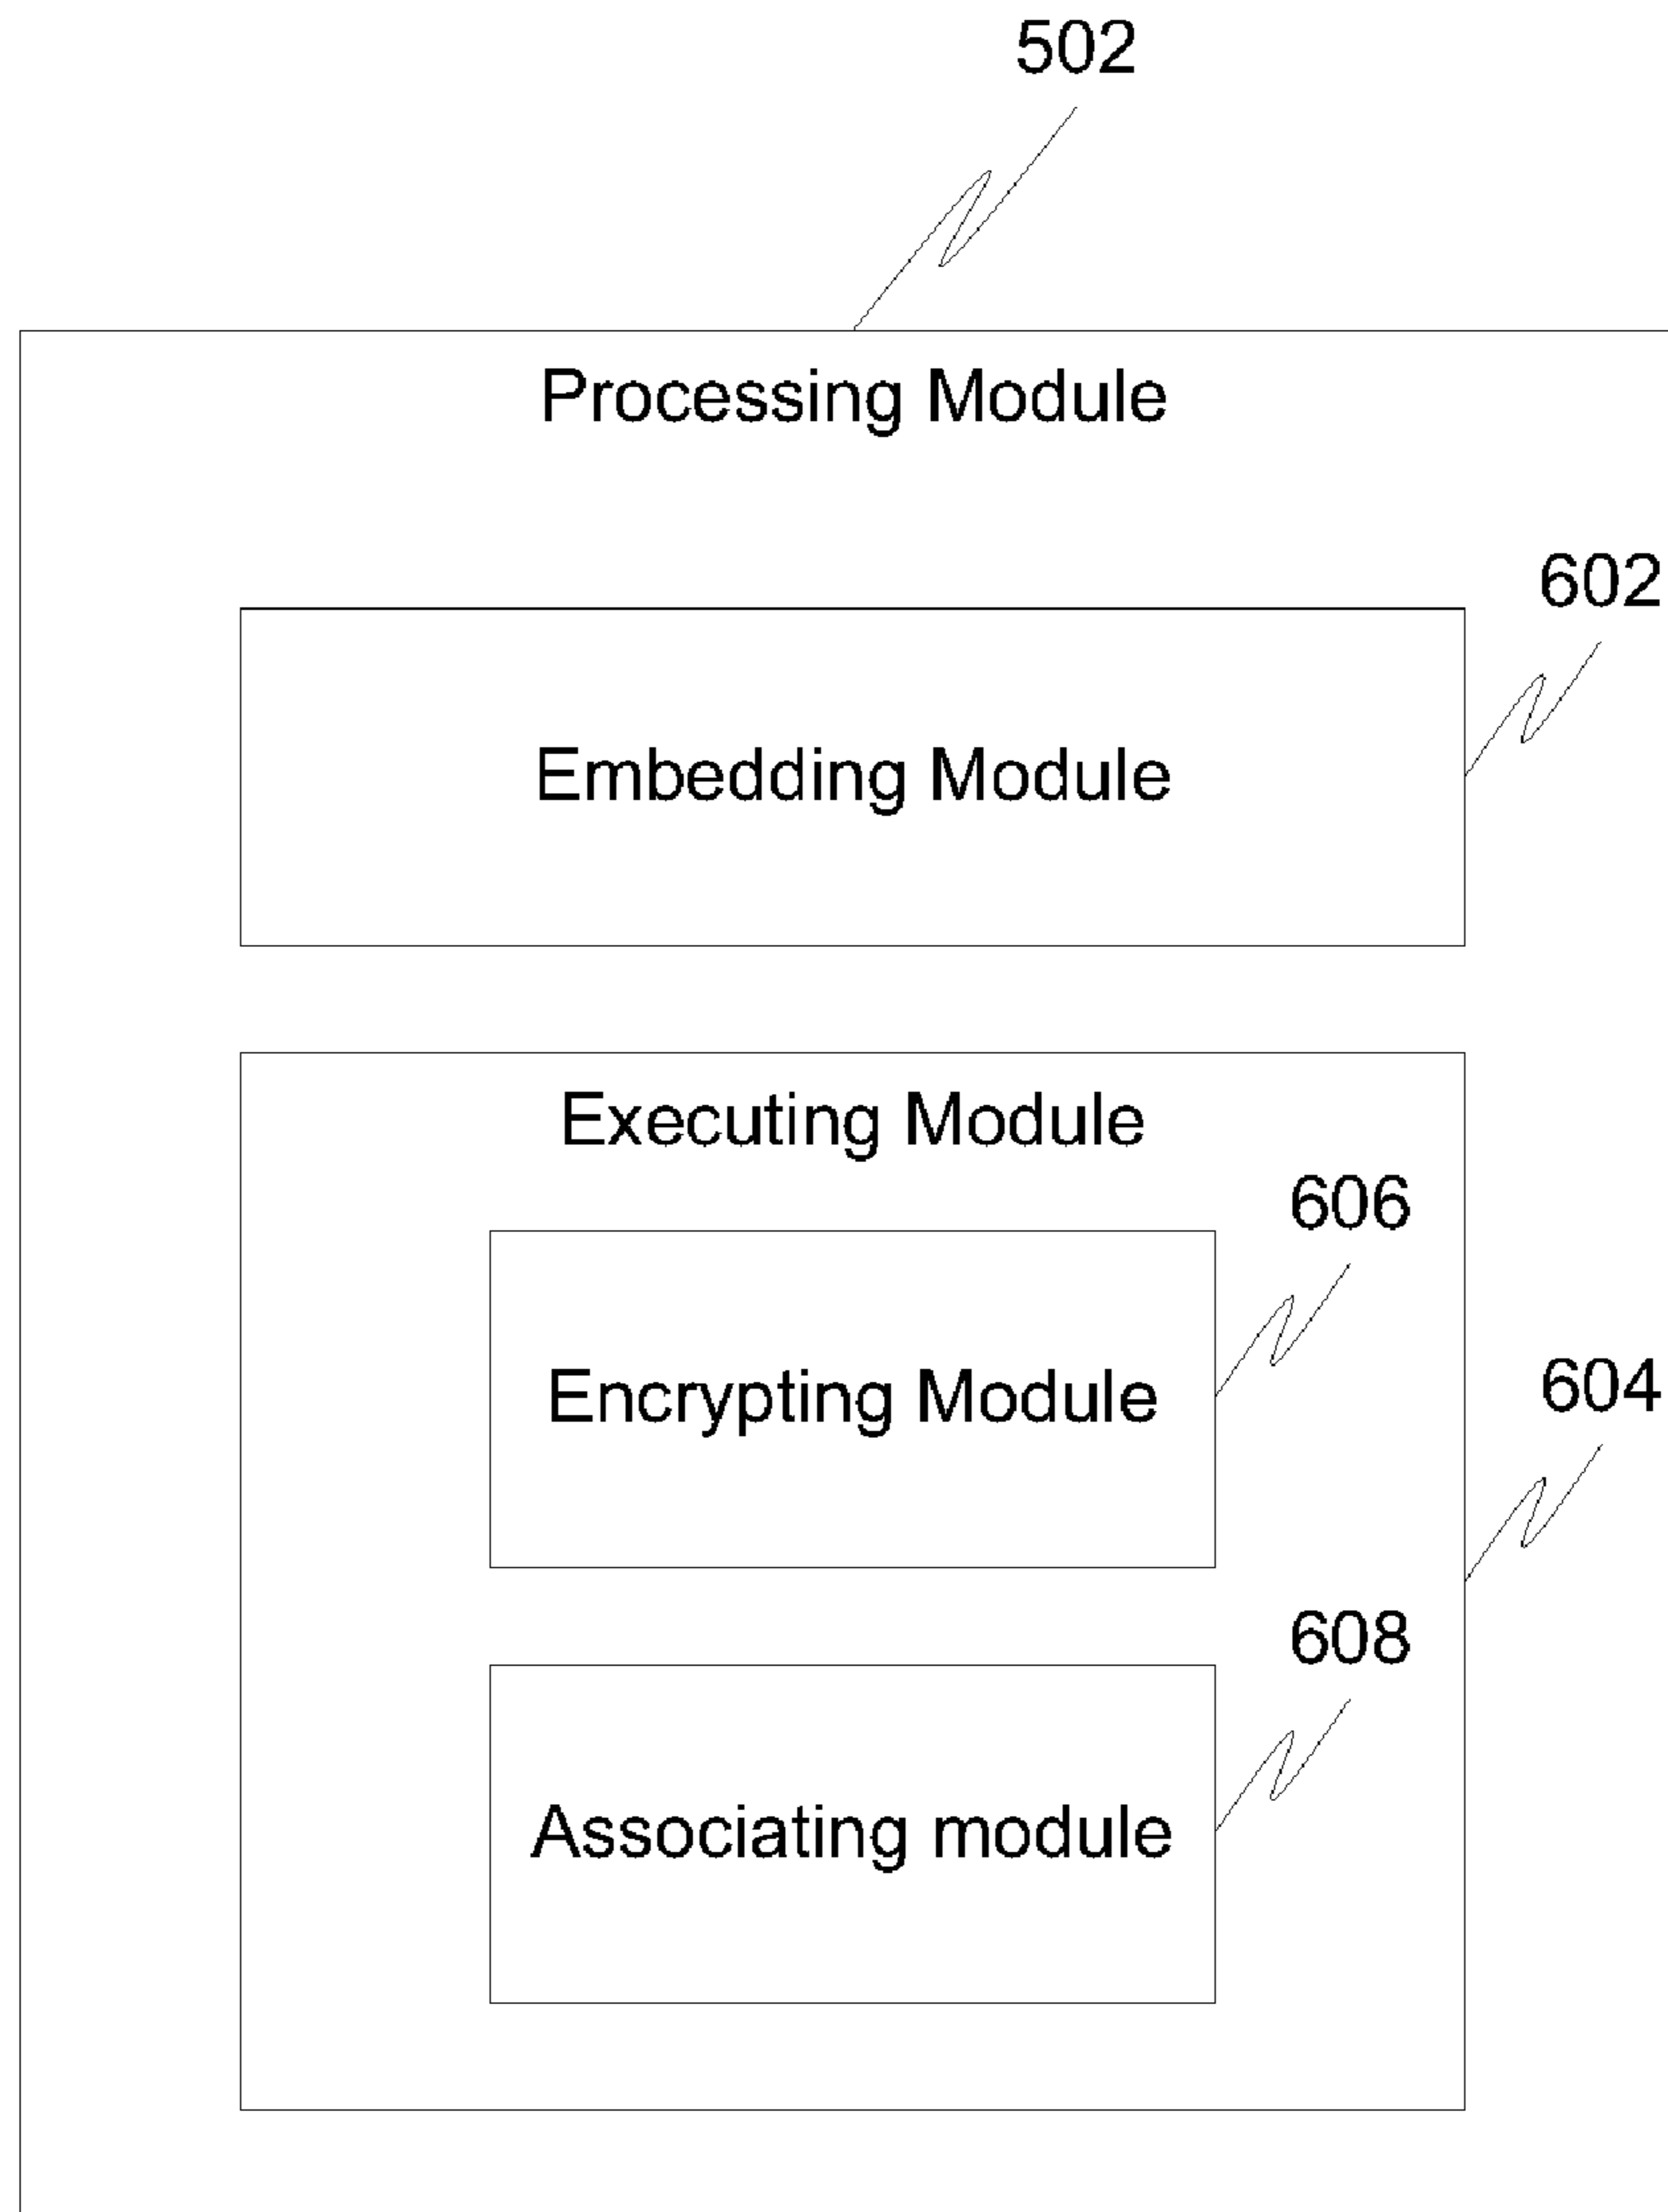 502
Processing Module
602
Embedding Module
Executing Module
606
Encrypting Module
604
608
Associating module